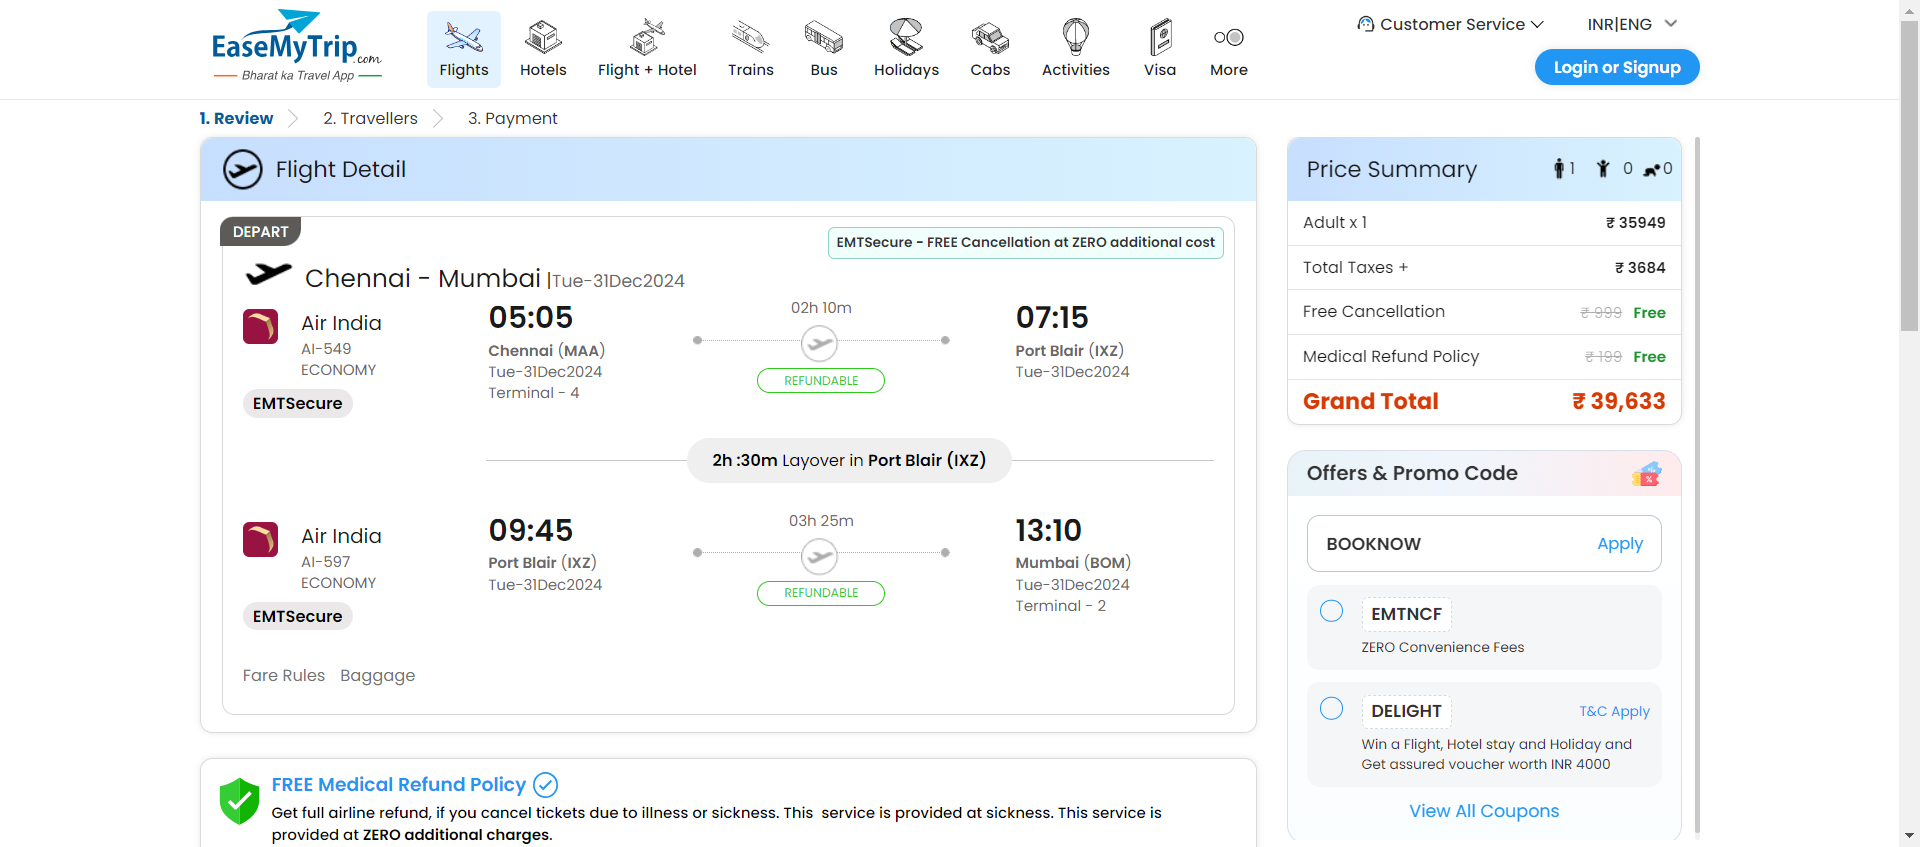 EaseMyTrip.com
Bharat ka Travel App
Flights
Hotels
Flight + Hotel
Trains
Bus
Holidays
Cabs
Activities
Visa
More
Customer Service
INR|ENG
Login or Signup
1. Review
2. Travellers
3. Payment
Flight Detail
DEPART
EMTSecure - FREE Cancellation at ZERO additional cost
Chennai - Mumbai |Tue-31Dec2024
Air India
AI-549
ECONOMY
EMTSecure
05:05
Chennai (MAA)
Tue-31Dec2024
Terminal - 4
02h 10m
REFUNDABLE
07:15
Port Blair (IXZ)
Tue-31Dec2024
2h :30m Layover in Port Blair (IXZ)
Air India
AI-597
ECONOMY
EMTSecure
09:45
Port Blair (IXZ)
Tue-31Dec2024
03h 25m
REFUNDABLE
13:10
Mumbai (BOM)
Tue-31Dec2024
Terminal - 2
Fare Rules Baggage
FREE Medical Refund Policy
Get full airline refund, if you cancel tickets due to illness or sickness. This service is provided at sickness. This service is
provided at ZERO additional charges.
Price Summary 1 0 0
Adult x 1 ₹ 35949
Total Taxes + ₹ 3684
Free Cancellation ₹ 999 Free
Medical Refund Policy ₹ 199 Free
Grand Total ₹ 39,633
Offers & Promo Code
BOOKNOW Apply
EMTNCF
ZERO Convenience Fees
DELIGHT T&C Apply
Win a Flight, Hotel stay and Holiday and
Get assured voucher worth INR 4000
View All Coupons